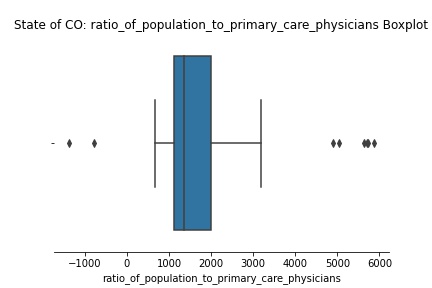 State of CO: ratio_of_population_to_primary_care_physicians Boxplot
−1000 0 1000 2000 3000 4000 5000 6000
ratio_of_population_to_primary_care_physicians